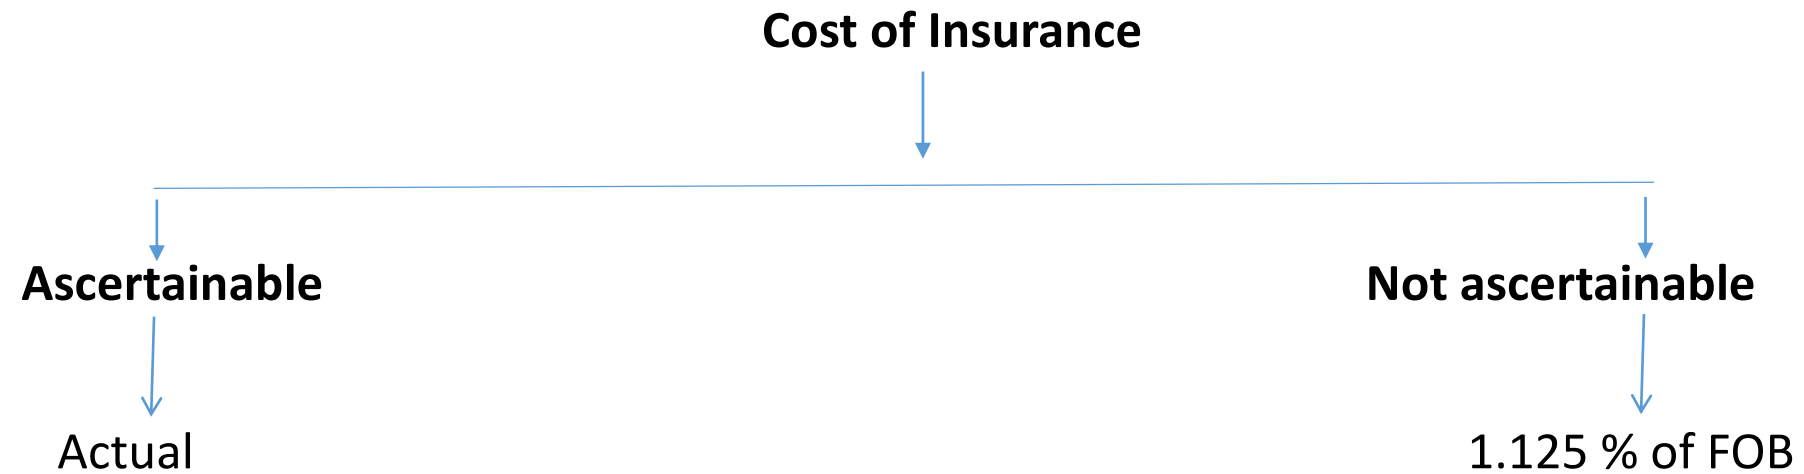 Cost of Insurance
Ascertainable
Not ascertainable
Actual
1.125 % of FOB